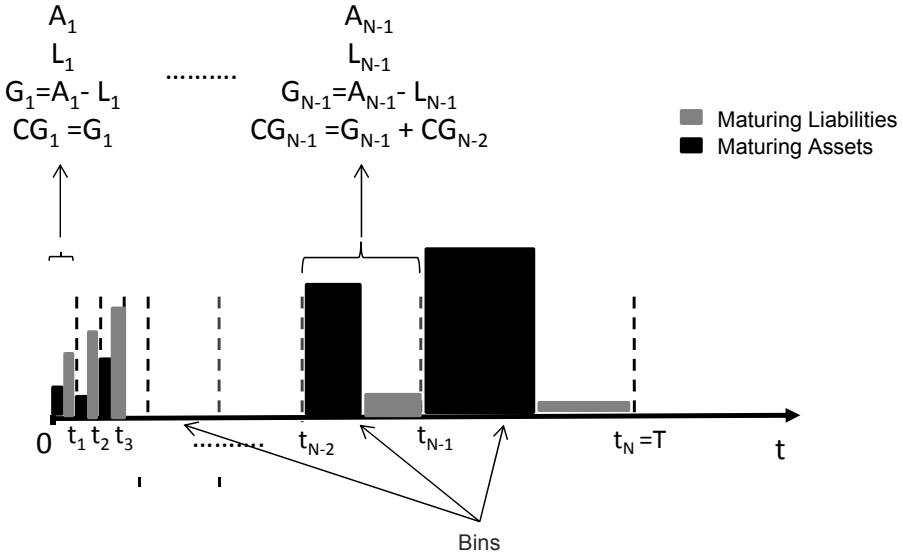 A₁
L₁
G₁=A₁- L₁
CG₁ =G₁
……….
Aₙ₋₁
Lₙ₋₁
Gₙ₋₁=Aₙ₋₁- Lₙ₋₁
CGₙ₋₁ =Gₙ₋₁ + CGₙ₋₂
Maturing Liabilities
Maturing Assets
0 t₁ t₂ t₃ ………. tₙ₋₂ tₙ₋₁ tₙ =T t
Bins